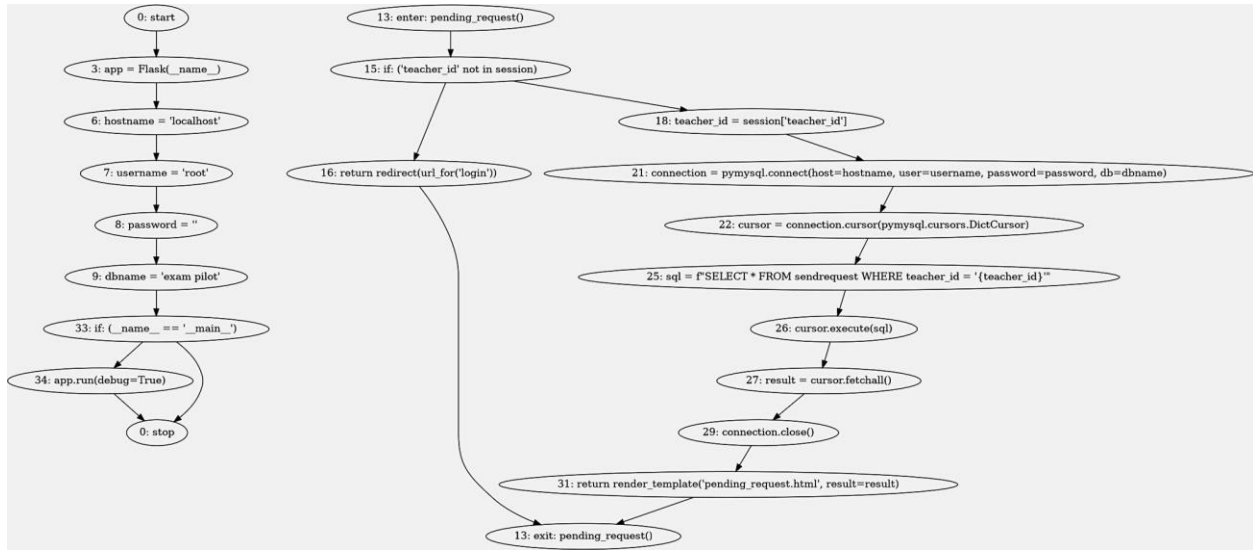 0: start
3: app = Flask(__name__)
6: hostname = 'localhost'
7: username = 'root'
8: password = ''
9: dbname = 'exam pilot'
33: if: (__name__ == '__main__')
34: app.run(debug=True)
0: stop
13: enter: pending_request()
15: if: ('teacher_id' not in session)
18: teacher_id = session['teacher_id']
16: return redirect(url_for('login'))
21: connection = pymysql.connect(host=hostname, user=username, password=password, db=dbname)
22: cursor = connection.cursor(pymysql.cursors.DictCursor)
25: sql = f"SELECT * FROM sendrequest WHERE teacher_id = '{teacher_id}'"
26: cursor.execute(sql)
27: result = cursor.fetchall()
29: connection.close()
31: return render_template('pending_request.html', result=result)
13: exit: pending_request()